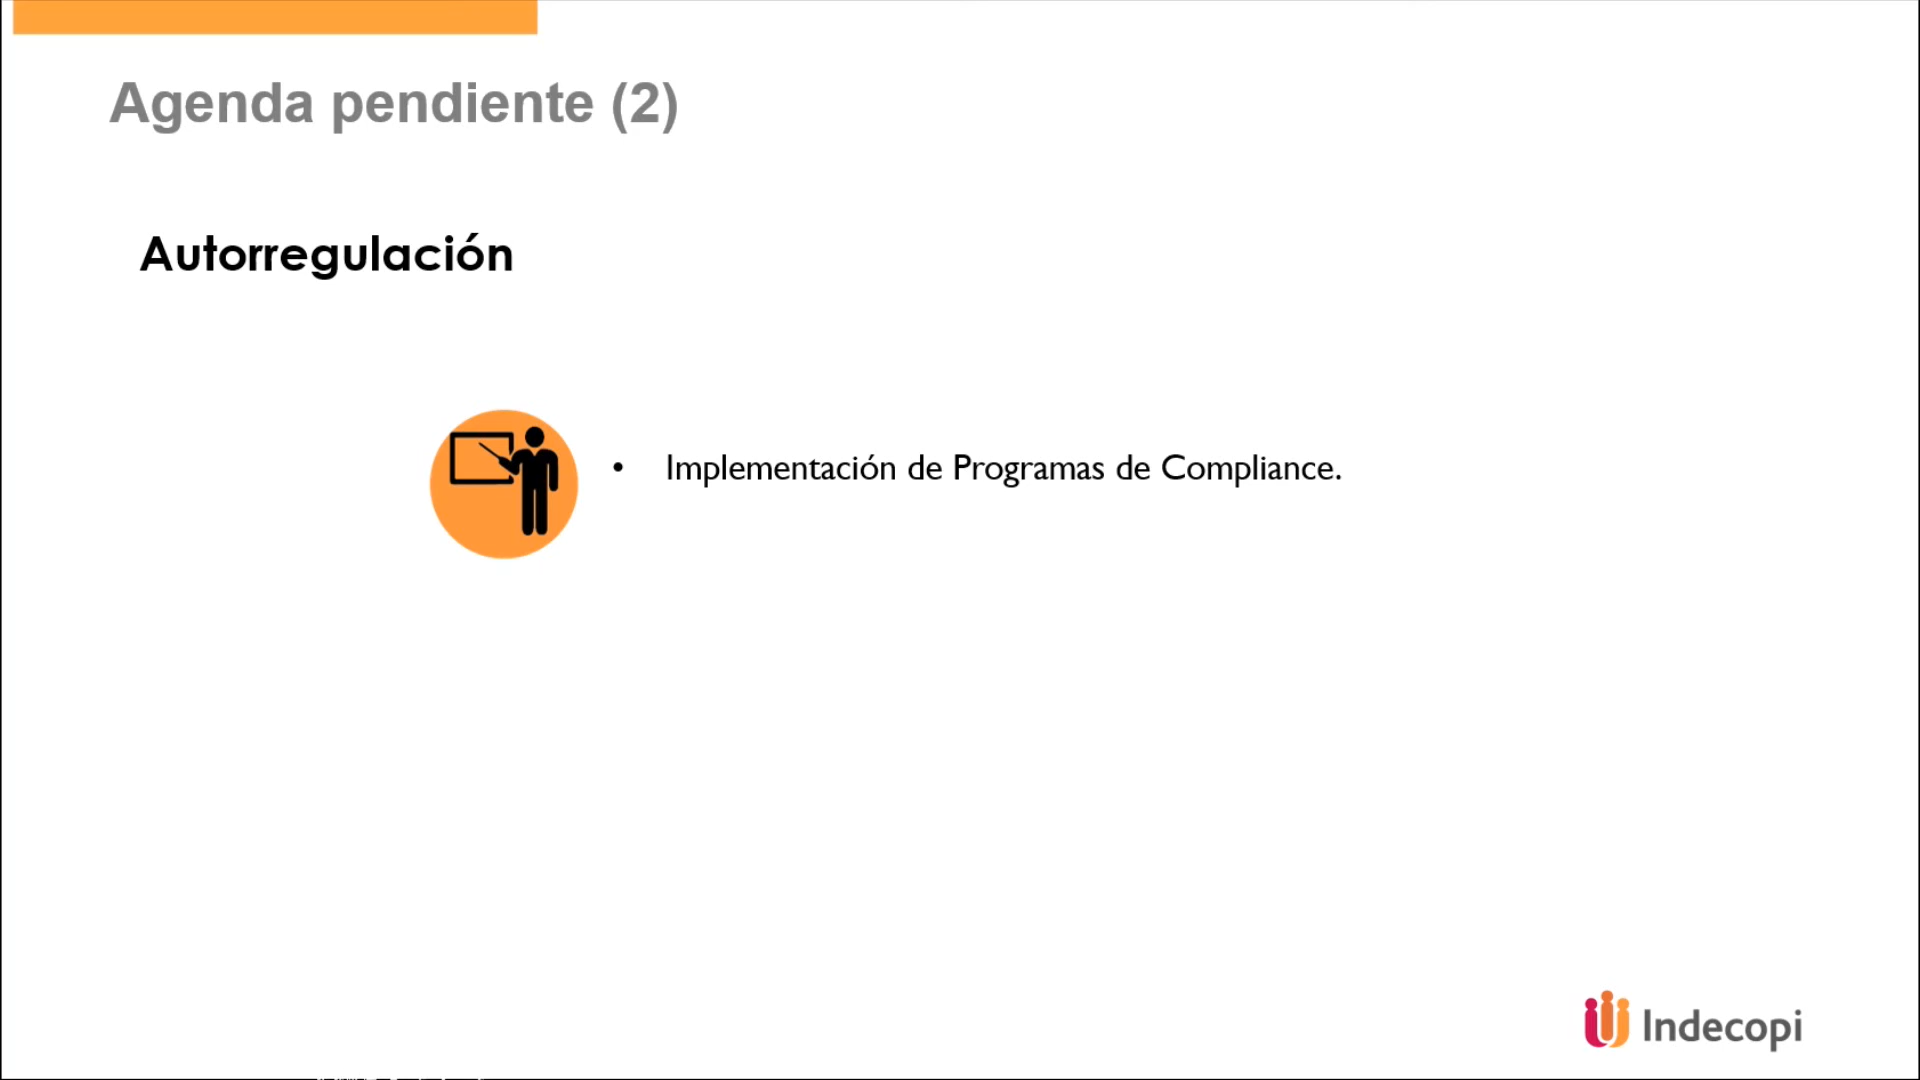 Agenda pendiente (2)
Autorregulación
• Implementación de Programas de Compliance.
Indecopi